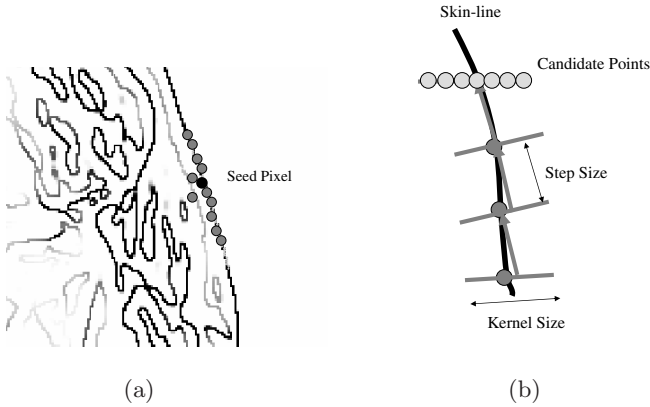 Skin-line
Candidate Points
Seed Pixel
Step Size
Kernel Size
(a)
(b)